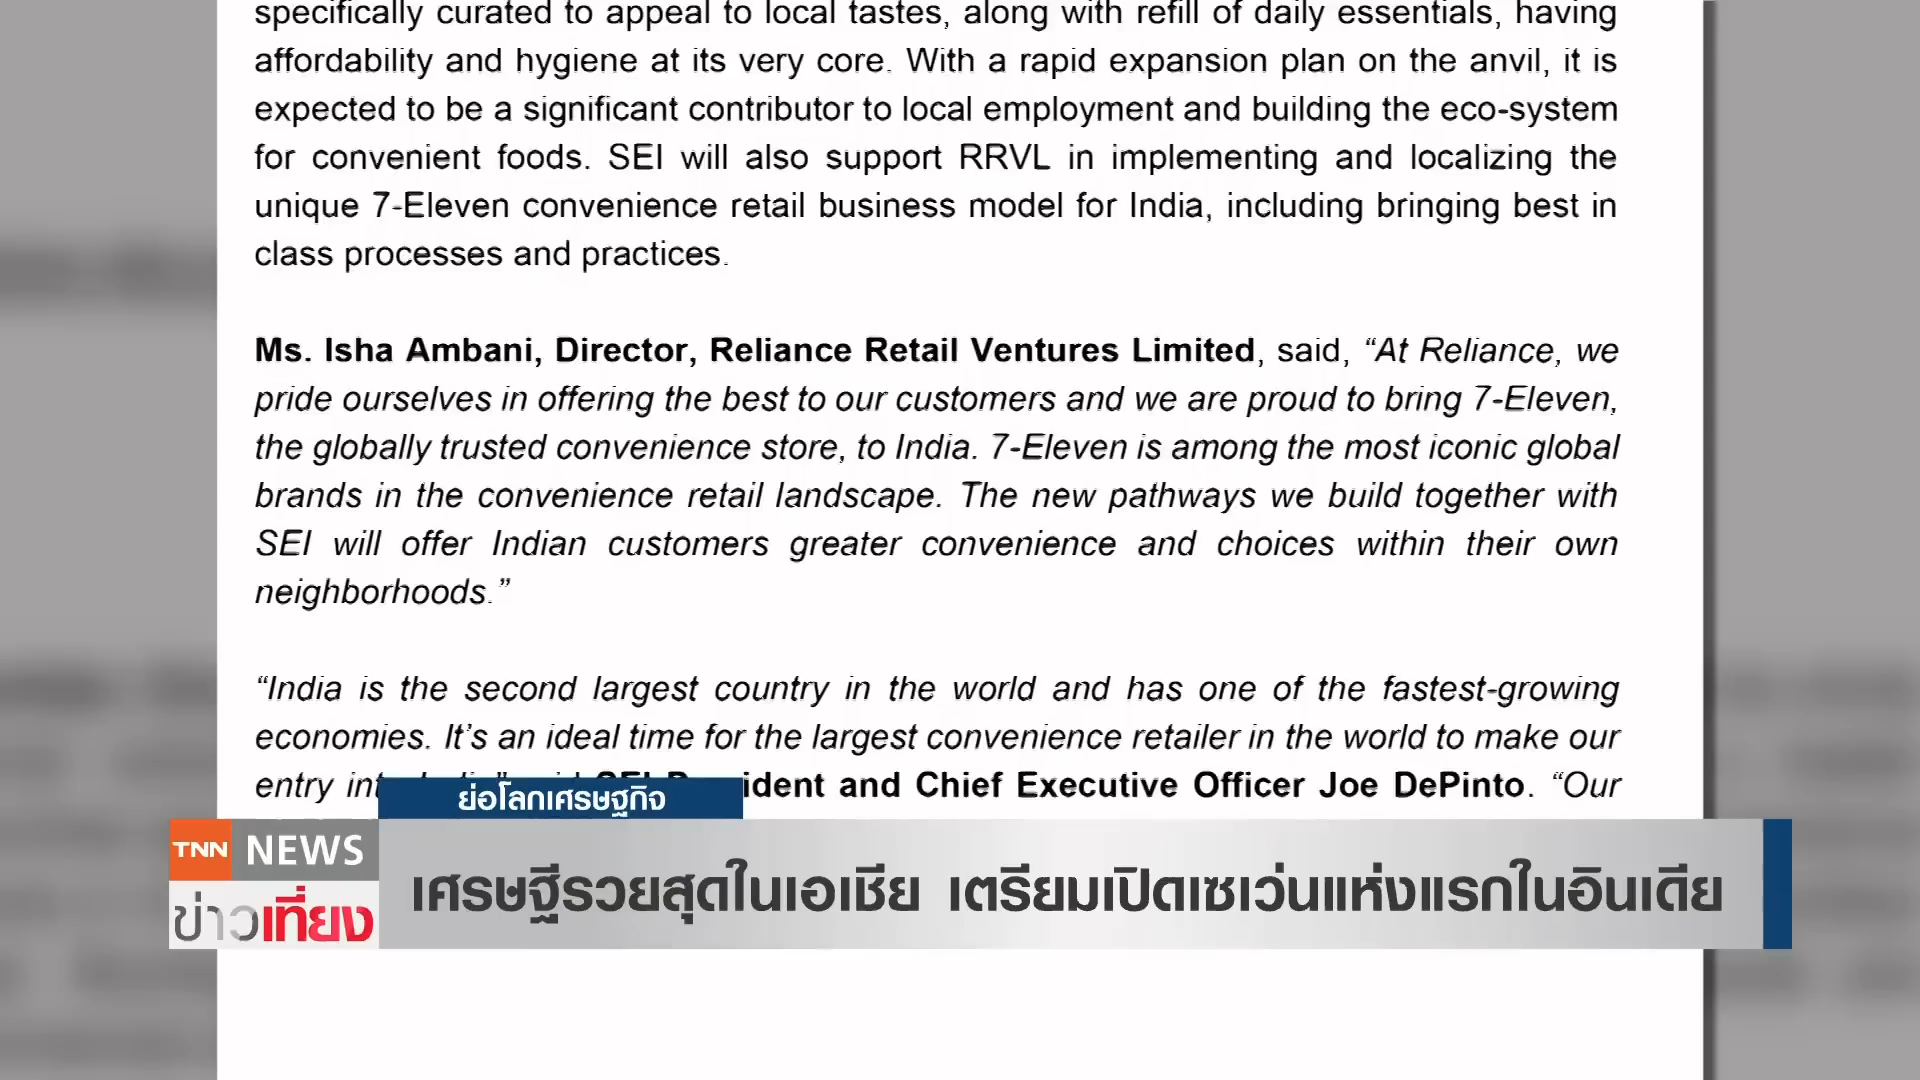 specifically curated to appeal to local tastes, along with refill of daily essentials, having
affordability and hygiene at its very core. With a rapid expansion plan on the anvil, it is
expected to be a significant contributor to local employment and building the eco-system
for convenient foods. SEI will also support RRVL in implementing and localizing the
unique 7-Eleven convenience retail business model for India, including bringing best in
class processes and practices.
Ms. Isha Ambani, Director, Reliance Retail Ventures Limited, said, “At Reliance, we
pride ourselves in offering the best to our customers and we are proud to bring 7-Eleven,
the globally trusted convenience store, to India. 7-Eleven is among the most iconic global
brands in the convenience retail landscape. The new pathways we build together with
SEI will offer Indian customers greater convenience and choices within their own
neighborhoods.”
“India is the second largest country in the world and has one of the fastest-growing
economies. It’s an ideal time for the largest convenience retailer in the world to make our
entry and Chief Executive Officer Joe DePinto. “Our
ย่อโลกเศรษฐกิจ
TNN NEWS
ข่าวเที่ยง
เศรษฐีรวยสุดในเอเชีย เตรียมเปิดเซเว่นแห่งแรกในอินเดีย